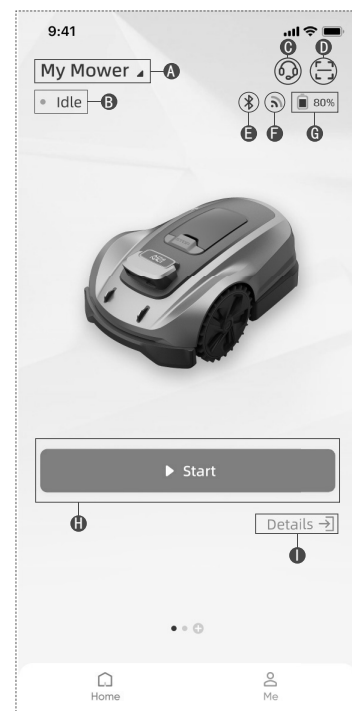 9:41
C D
My Mower A
Idle B
80%
E F G
Start
H
Details
I
Home Me